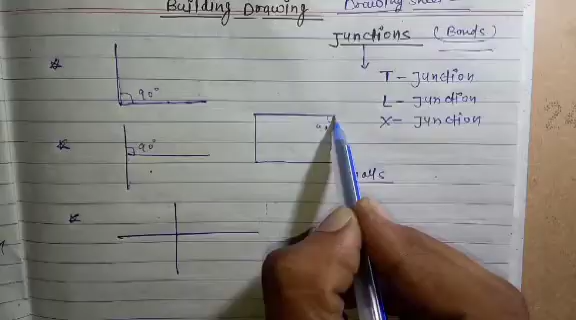 Building Drawing
Junctions (Bonds)
T - Junction
L - Junction
X - Junction
90°
90°